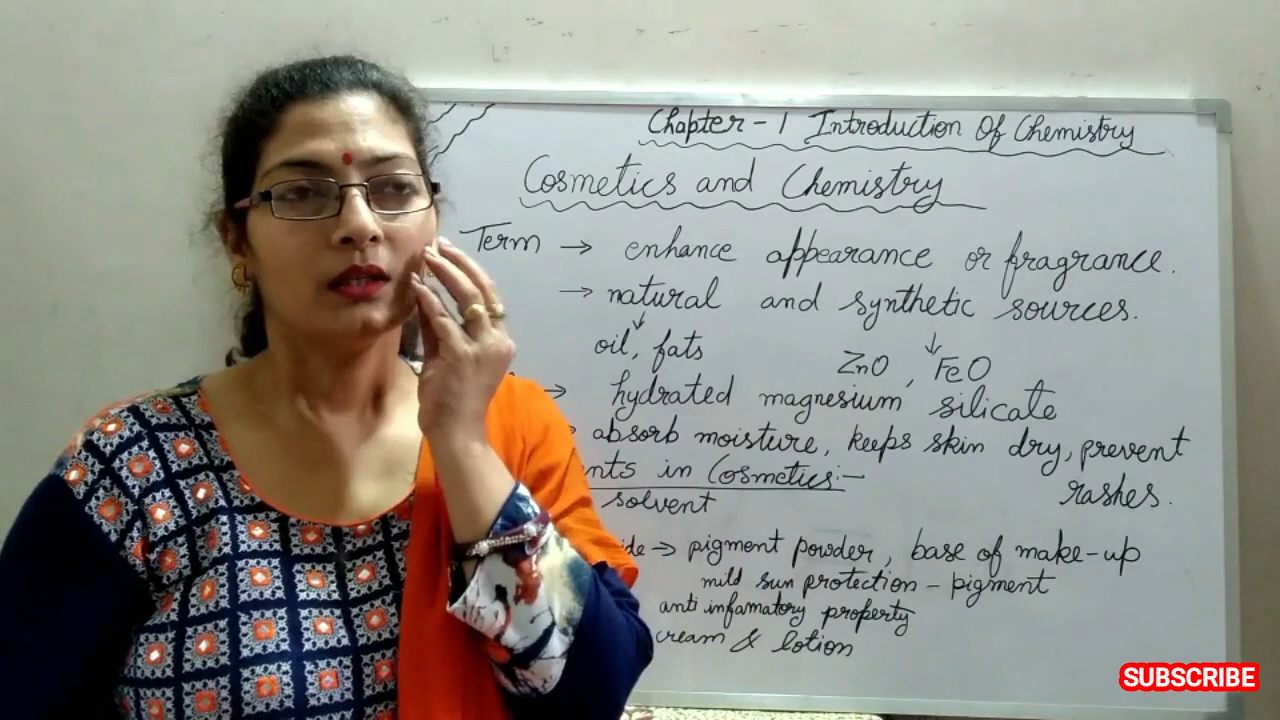 Chapter - 1 Introduction Of Chemistry
Cosmetics and Chemistry
Term → enhance appearance or fragrance.
→ natural and synthetic sources.
oil, fats ZnO, FeO
→ hydrated magnesium silicate
absorb moisture, keeps skin dry, prevent
rashes.
nts in Cosmetics:-
solvent
ide → pigment powder, base of make-up
mild sun protection - pigment
anti infamatory property
cream & lotion
SUBSCRIBE